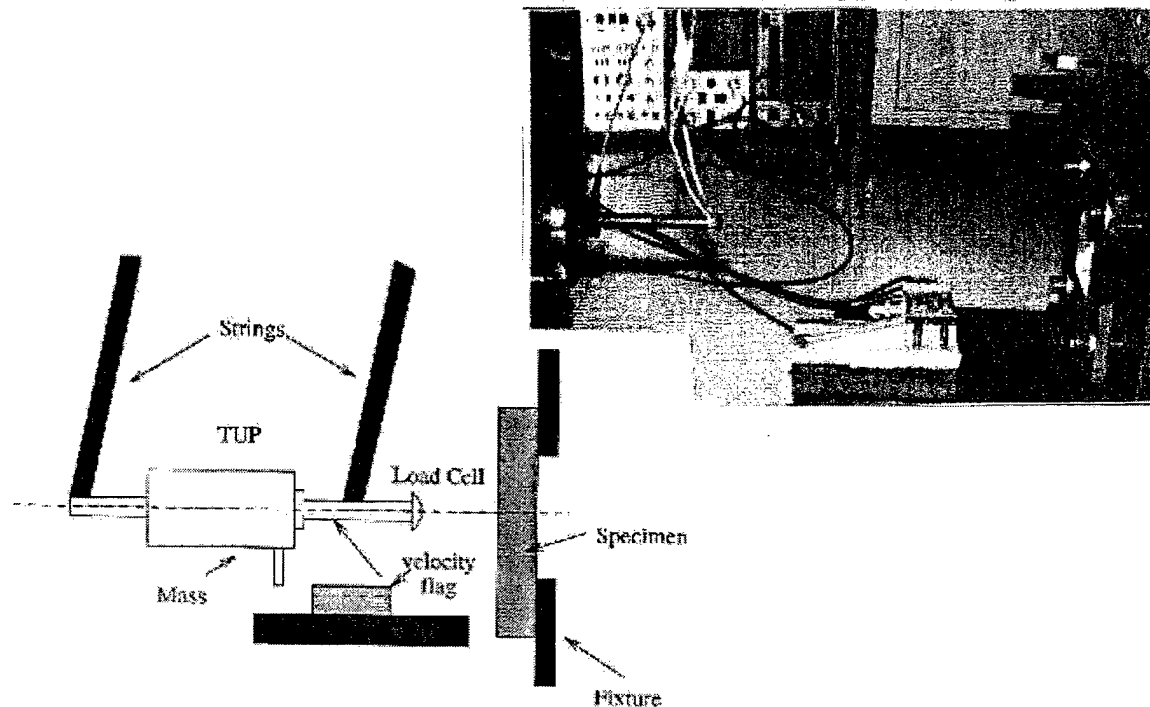 Strings
TUP
Load Cell
Specimen
velocity
flag
Mass
Fixture